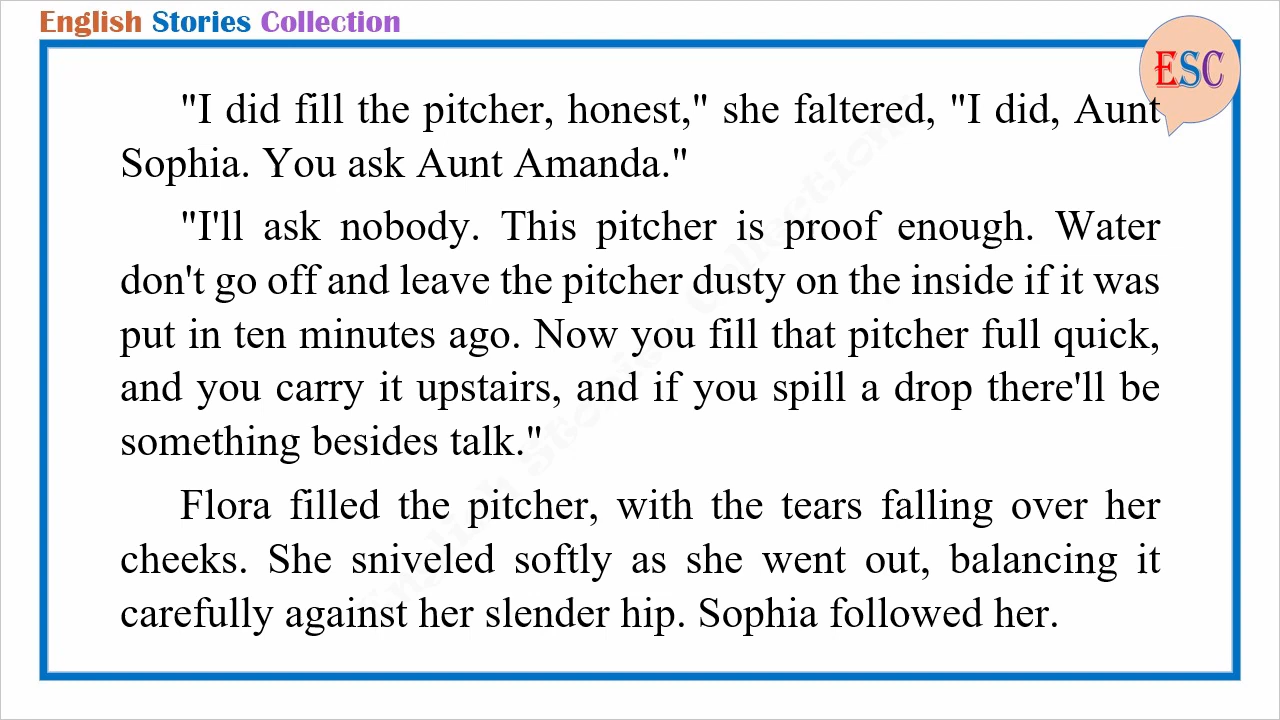 English Stories Collection
ESC
"I did fill the pitcher, honest," she faltered, "I did, Aunt
Sophia. You ask Aunt Amanda."
"I'll ask nobody. This pitcher is proof enough. Water
don't go off and leave the pitcher dusty on the inside if it was
put in ten minutes ago. Now you fill that pitcher full quick,
and you carry it upstairs, and if you spill a drop there'll be
something besides talk."
Flora filled the pitcher, with the tears falling over her
cheeks. She sniveled softly as she went out, balancing it
carefully against her slender hip. Sophia followed her.
English Stories Collection